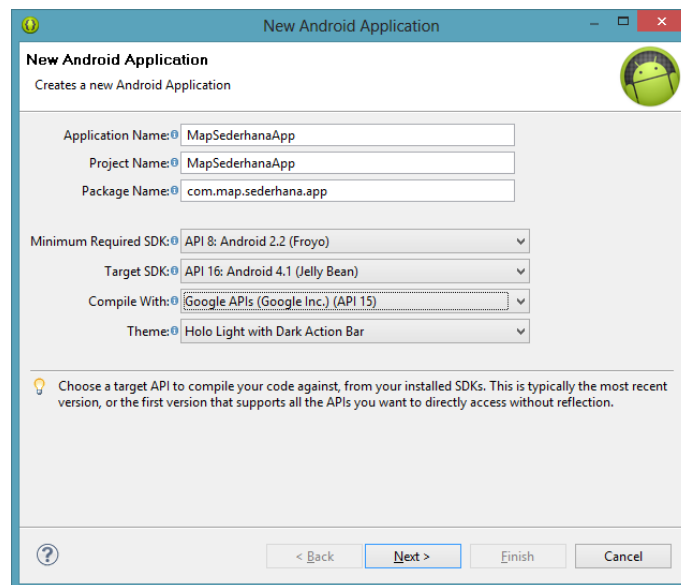 New Android Application
New Android Application
Creates a new Android Application
Application Name: MapSederhanaApp
Project Name: MapSederhanaApp
Package Name: com.map.sederhana.app
Minimum Required SDK: API 8: Android 2.2 (Froyo)
Target SDK: API 16: Android 4.1 (Jelly Bean)
Compile With: Google APIs (Google Inc.) (API 15)
Theme: Holo Light with Dark Action Bar
Choose a target API to compile your code against, from your installed SDKs. This is typically the most recent
version, or the first version that supports all the APIs you want to directly access without reflection.
< Back Next > Finish Cancel